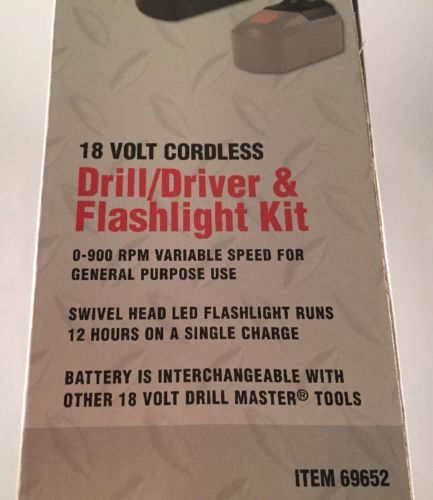 18 VOLT CORDLESS
Drill/Driver &
Flashlight Kit
0-900 RPM VARIABLE SPEED FOR
GENERAL PURPOSE USE
SWIVEL HEAD LED FLASHLIGHT RUNS
12 HOURS ON A SINGLE CHARGE
BATTERY IS INTERCHANGEABLE WITH
OTHER 18 VOLT DRILL MASTER® TOOLS
ITEM 69652